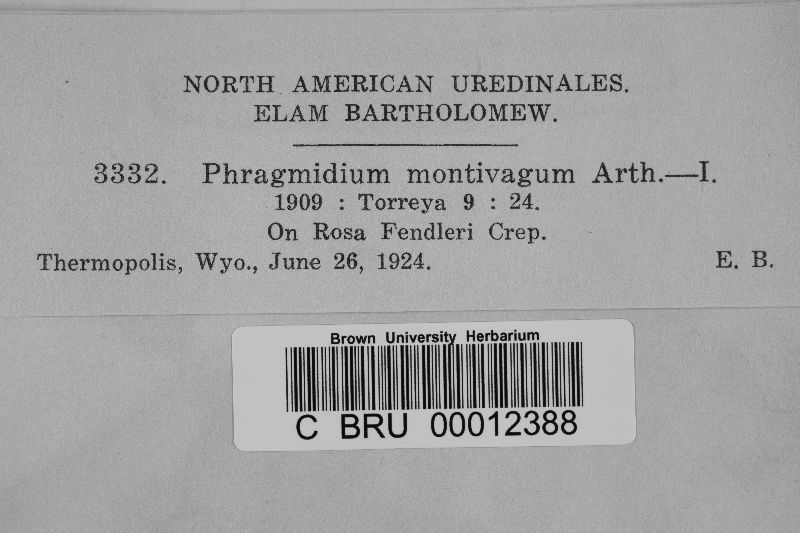 NORTH AMERICAN UREDINALES.
ELAM BARTHOLOMEW.
3332. Phragmidium montivagum Arth.—I.
1909 : Torreya 9 : 24.
On Rosa Fendleri Crep.
Thermopolis, Wyo., June 26, 1924. E. B.
Brown University Herbarium
C BRU 00012388